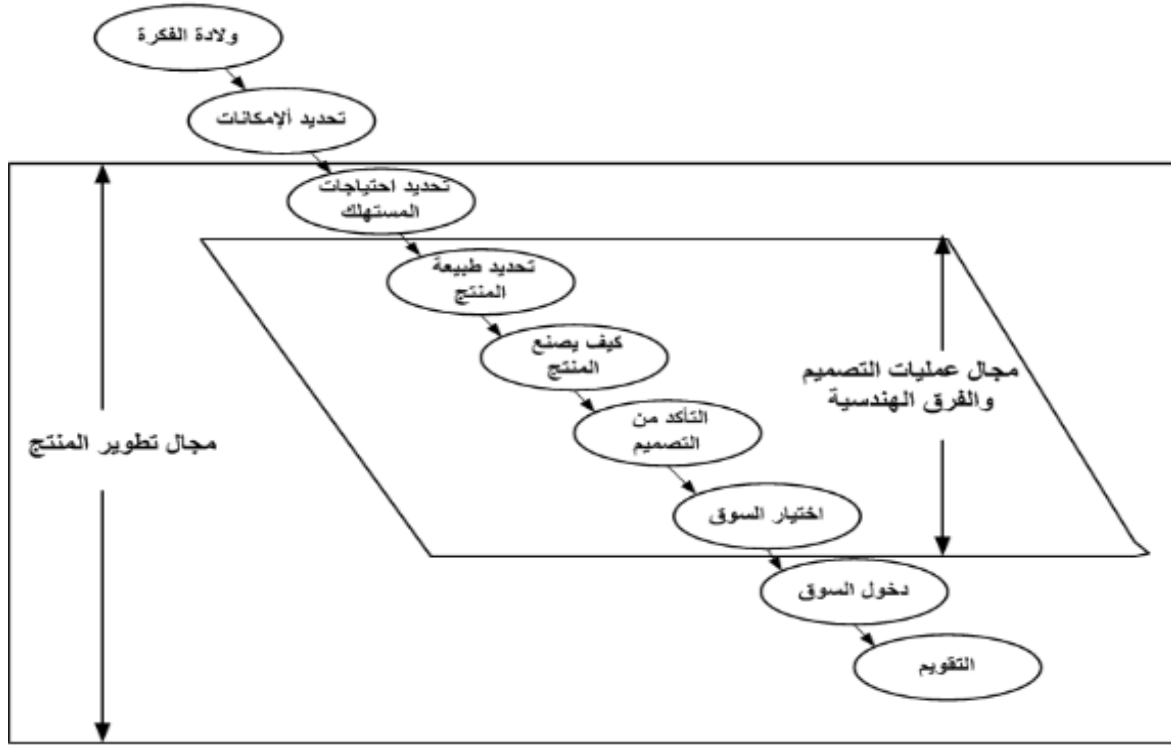 ولادة الفكرة
تحديد ألإمكانات
تحديد احتياجات
المستهلك
تحديد طبيعة
المنتج
كيف يصنع
المنتج
مجال عمليات التصميم
والفرق الهندسية
التأكد من
التصميم
مجال تطوير المنتج
اختيار السوق
دخول السوق
التقويم